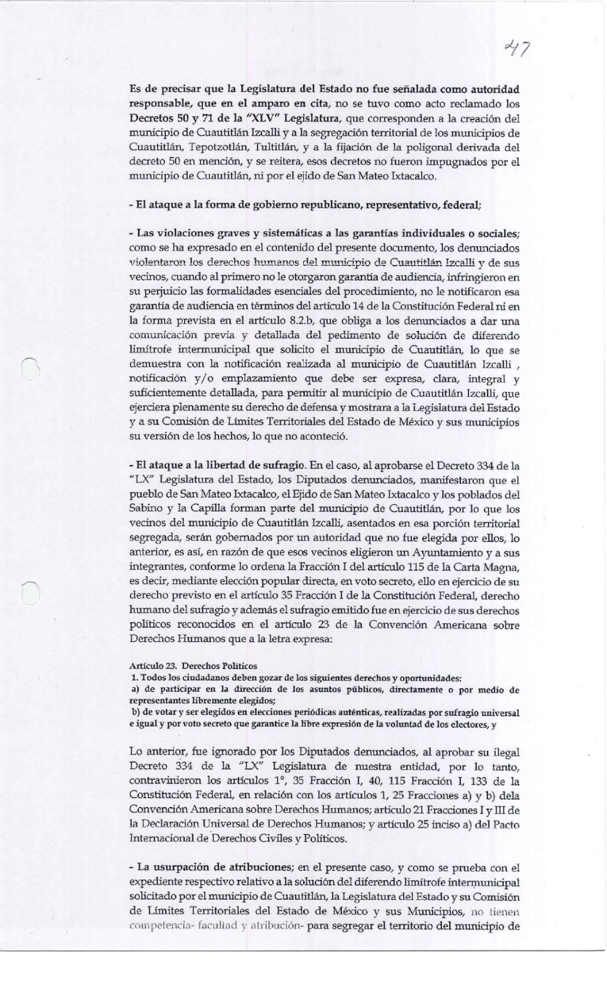 47
Es de precisar que la Legislatura del Estado no fue señalada como autoridad
responsable, que en el amparo en cita, no se tuvo como acto reclamado los
Decretos 50 y 71 de la "XLV" Legislatura, que corresponden a la creación del
municipio de Cuautitlán Izcalli y a la segregación territorial de los municipios de
Cuautitlán, Tepotzotlán, Tultitlán, y a la fijación de la poligonal derivada del
decreto 50 en mención, y se reitera, esos decretos no fueron impugnados por el
municipio de Cuautitlán, ni por el ejido de San Mateo Ixtacalco.
- El ataque a la forma de gobierno republicano, representativo, federal;
- Las violaciones graves y sistemáticas a las garantías individuales o sociales;
como se ha expresado en el contenido del presente documento, los denunciados
violentaron los derechos humanos del municipio de Cuautitlán Izcalli y de sus
vecinos, cuando al primero no le otorgaron garantía de audiencia, infringieron en
su perjuicio las formalidades esenciales del procedimiento, no le notificaron esa
garantía de audiencia en términos del artículo 14 de la Constitución Federal ni en
la forma prevista en el artículo 8.2.b, que obliga a los denunciados a dar una
comunicación previa y detallada del pedimento de solución de diferendo
limítrofe intermunicipal que solicito el municipio de Cuautitlán, lo que se
demuestra con la notificación realizada al municipio de Cuautitlán Izcalli ,
notificación y/o emplazamiento que debe ser expresa, clara, integral y
suficientemente detallada, para permitir al municipio de Cuautitlán Izcalli, que
ejerciera plenamente su derecho de defensa y mostrara a la Legislatura del Estado
y a su Comisión de Límites Territoriales del Estado de México y sus municipios
su versión de los hechos, lo que no aconteció.
- El ataque a la libertad de sufragio. En el caso, al aprobarse el Decreto 334 de la
"LX" Legislatura del Estado, los Diputados denunciados, manifestaron que el
pueblo de San Mateo Ixtacalco, el Ejido de San Mateo Ixtacalco y los poblados del
Sabino y la Capilla forman parte del municipio de Cuautitlán, por lo que los
vecinos del municipio de Cuautitlán Izcalli, asentados en esa porción territorial
segregada, serán gobernados por un autoridad que no fue elegida por ellos, lo
anterior, es así, en razón de que esos vecinos eligieron un Ayuntamiento y a sus
integrantes, conforme lo ordena la Fracción I del artículo 115 de la Carta Magna,
es decir, mediante elección popular directa, en voto secreto, ello en ejercicio de su
derecho previsto en el artículo 35 Fracción I de la Constitución Federal, derecho
humano del sufragio y además el sufragio emitido fue en ejercicio de sus derechos
políticos reconocidos en el artículo 23 de la Convención Americana sobre
Derechos Humanos que a la letra expresa:
Artículo 23. Derechos Políticos
1. Todos los ciudadanos deben gozar de los siguientes derechos y oportunidades:
a) de participar en la dirección de los asuntos públicos, directamente o por medio de
representantes libremente elegidos;
b) de votar y ser elegidos en elecciones periódicas auténticas, realizadas por sufragio universal
e igual y por voto secreto que garantice la libre expresión de la voluntad de los electores, y
Lo anterior, fue ignorado por los Diputados denunciados, al aprobar su ilegal
Decreto 334 de la "LX" Legislatura de nuestra entidad, por lo tanto,
contravinieron los artículos 1°, 35 Fracción I, 40, 115 Fracción I, 133 de la
Constitución Federal, en relación con los artículos 1, 25 Fracciones a) y b) dela
Convención Americana sobre Derechos Humanos; artículo 21 Fracciones I y III de
la Declaración Universal de Derechos Humanos; y artículo 25 inciso a) del Pacto
Internacional de Derechos Civiles y Políticos.
- La usurpación de atribuciones; en el presente caso, y como se prueba con el
expediente respectivo relativo a la solución del diferendo limítrofe intermunicipal
solicitado por el municipio de Cuautitlán, la Legislatura del Estado y su Comisión
de Límites Territoriales del Estado de México y sus Municipios, no tienen
competencia- facultad y atribución- para segregar el territorio del municipio de